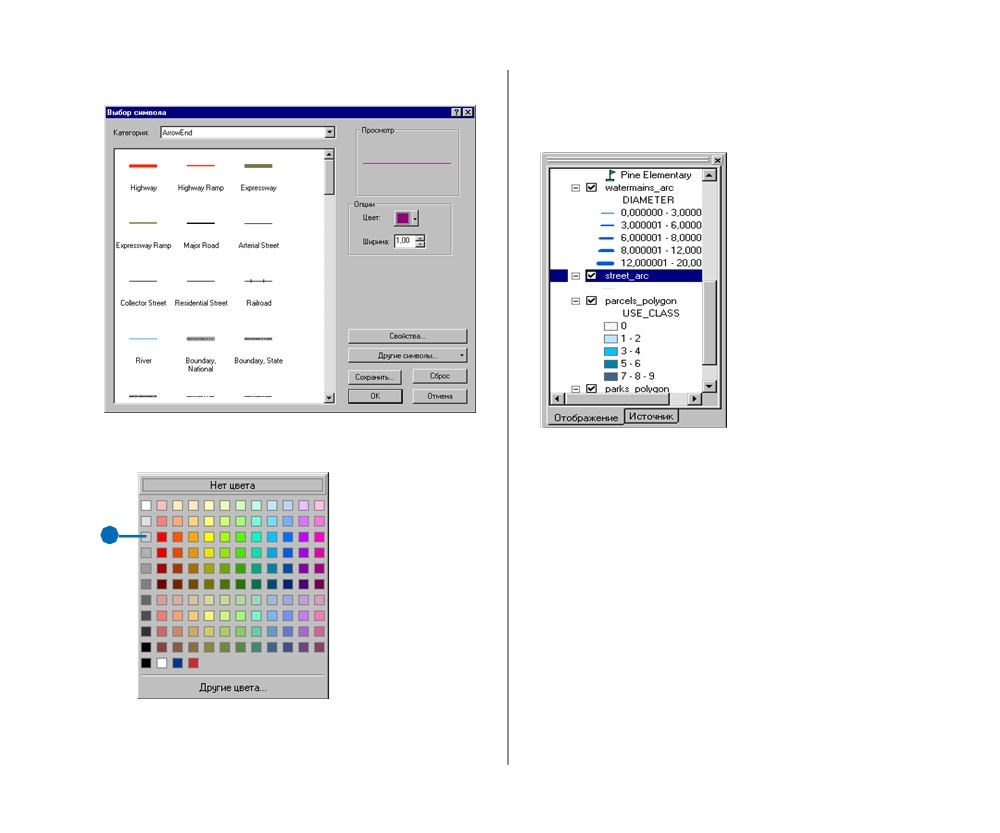 Выбор символа
Категория: ArrowEnd
Highway Highway Ramp Expressway
Expressway Ramp Major Road Arterial Street
Collector Street Residential Street Railroad
River Boundary, National Boundary, State
Просмотр
Опции
Цвет:
Ширина: 1,00
Свойства...
Другие символы...
Сохранить... Сброс
OK Отмена
Нет цвета
Другие цвета...
Pine Elementary
watermains_arc
DIAMETER
0,000000 - 3,0000
3,000001 - 6,0000
6,000001 - 8,0000
8,000001 - 12,000
12,000001 - 20,00
street_arc
parcels_polygon
USE_CLASS
0
1 - 2
3 - 4
5 - 6
7 - 8 - 9
parks_polygon
Отображение Источник